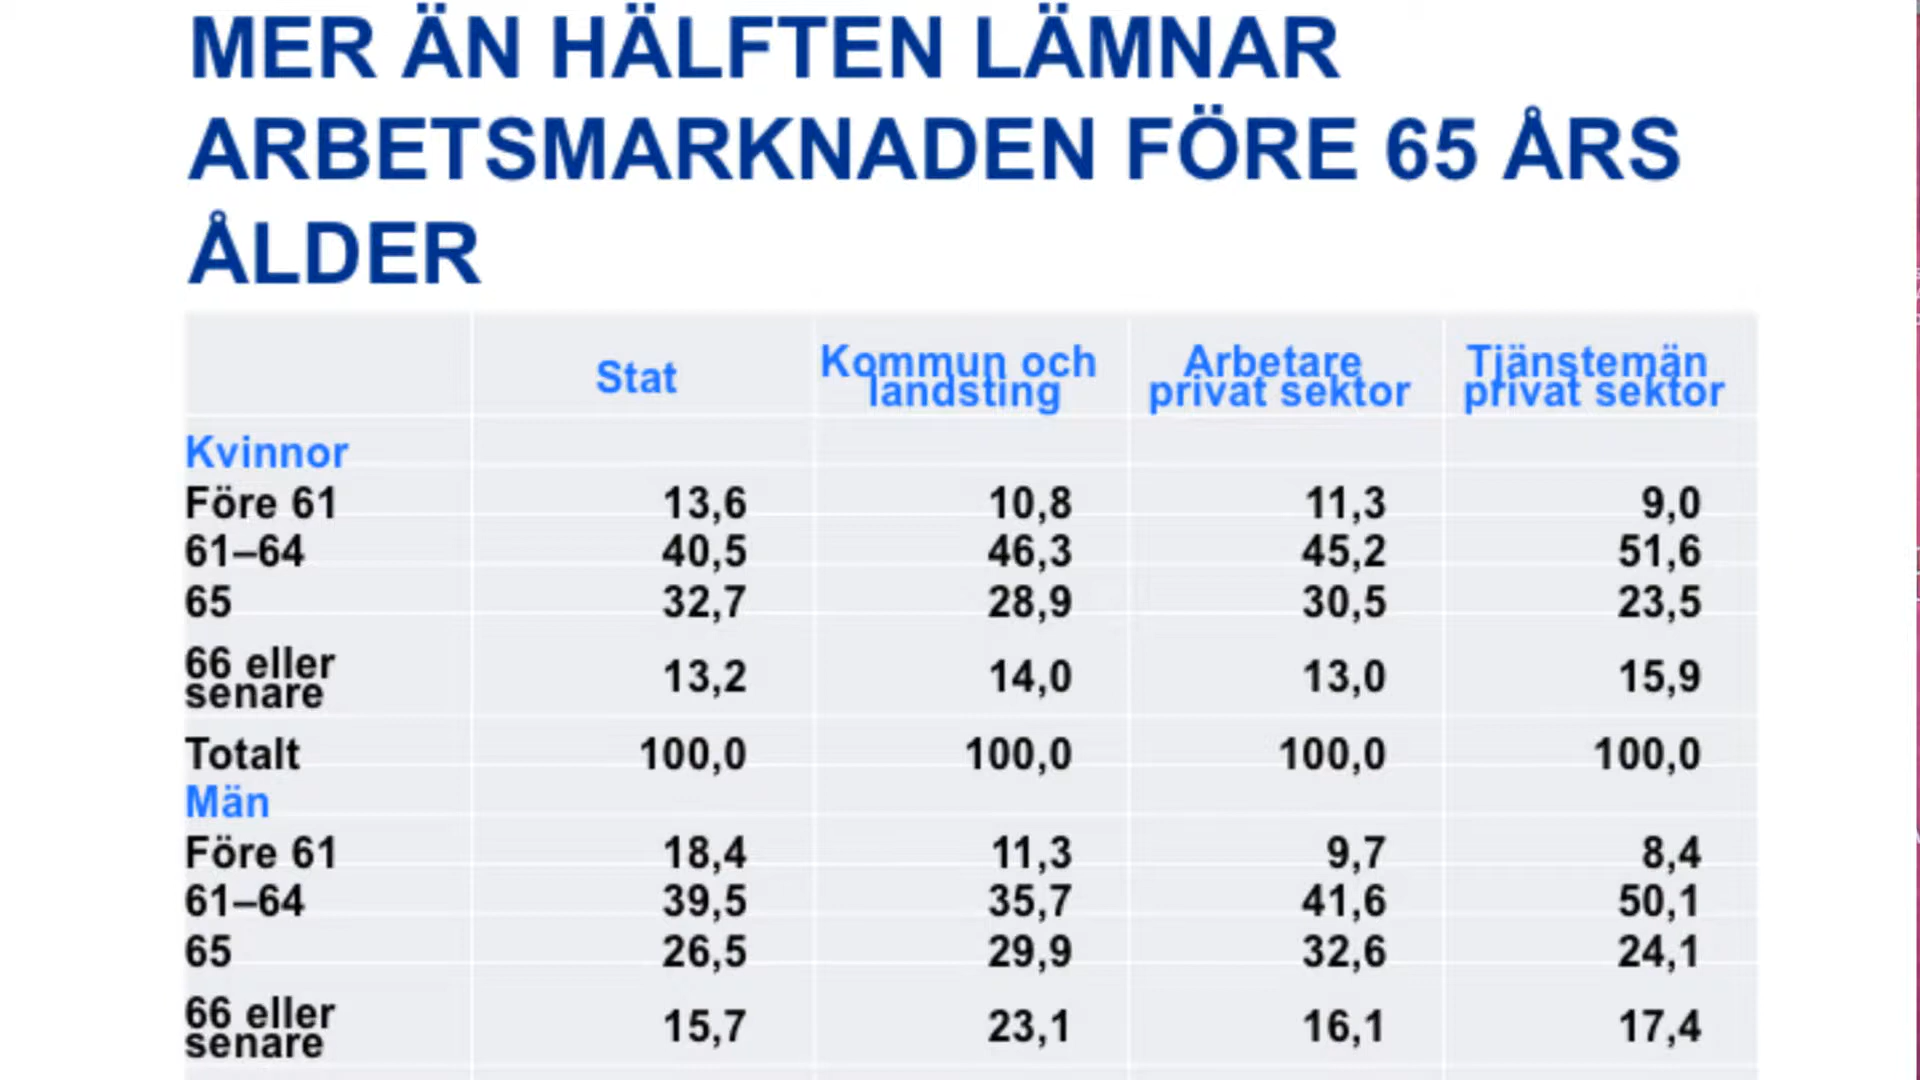 MER ÄN HÄLFTEN LÄMNAR
ARBETSMARKNADEN FÖRE 65 ÅRS
ÅLDER
Stat Kommun och landsting Arbetare privat sektor Tjänstemän privat sektor
Kvinnor
Före 61 13,6 10,8 11,3 9,0
61–64 40,5 46,3 45,2 51,6
65 32,7 28,9 30,5 23,5
66 eller senare 13,2 14,0 13,0 15,9
Totalt 100,0 100,0 100,0 100,0
Män
Före 61 18,4 11,3 9,7 8,4
61–64 39,5 35,7 41,6 50,1
65 26,5 29,9 32,6 24,1
66 eller senare 15,7 23,1 16,1 17,4